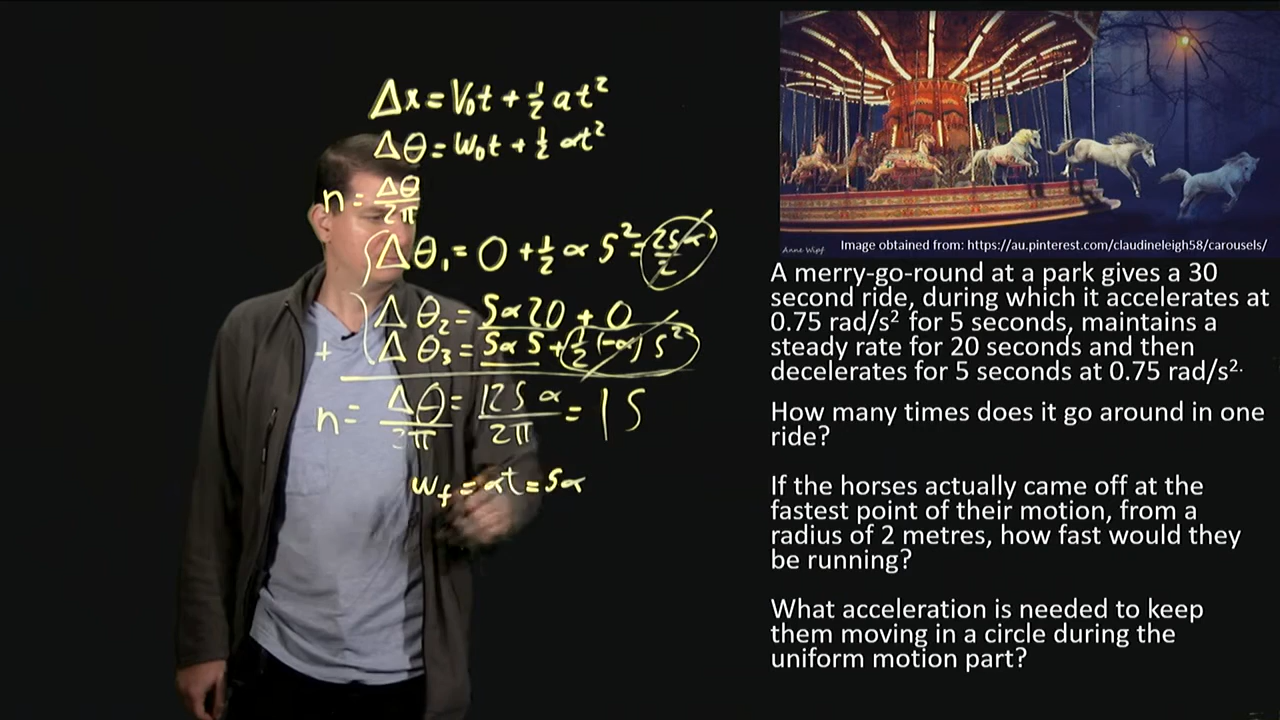 Δx = V₀t + ½ at²
Δθ = ω₀t + ½ αt²
n = Δθ/2π
Δθ₁ = 0 + ½ α 5² = 25α/2
Δθ₂ = 5α20 + 0
+ Δθ₃ = 5α5 + ½ (-α) 5²
n = Δθ/2π = 125α/2π = 15
ω_f = αt = 5α
Anne Wipf
Image obtained from: https://au.pinterest.com/claudineleigh58/carousels/
A merry-go-round at a park gives a 30
second ride, during which it accelerates at
0.75 rad/s² for 5 seconds, maintains a
steady rate for 20 seconds and then
decelerates for 5 seconds at 0.75 rad/s².
How many times does it go around in one
ride?
If the horses actually came off at the
fastest point of their motion, from a
radius of 2 metres, how fast would they
be running?
What acceleration is needed to keep
them moving in a circle during the
uniform motion part?